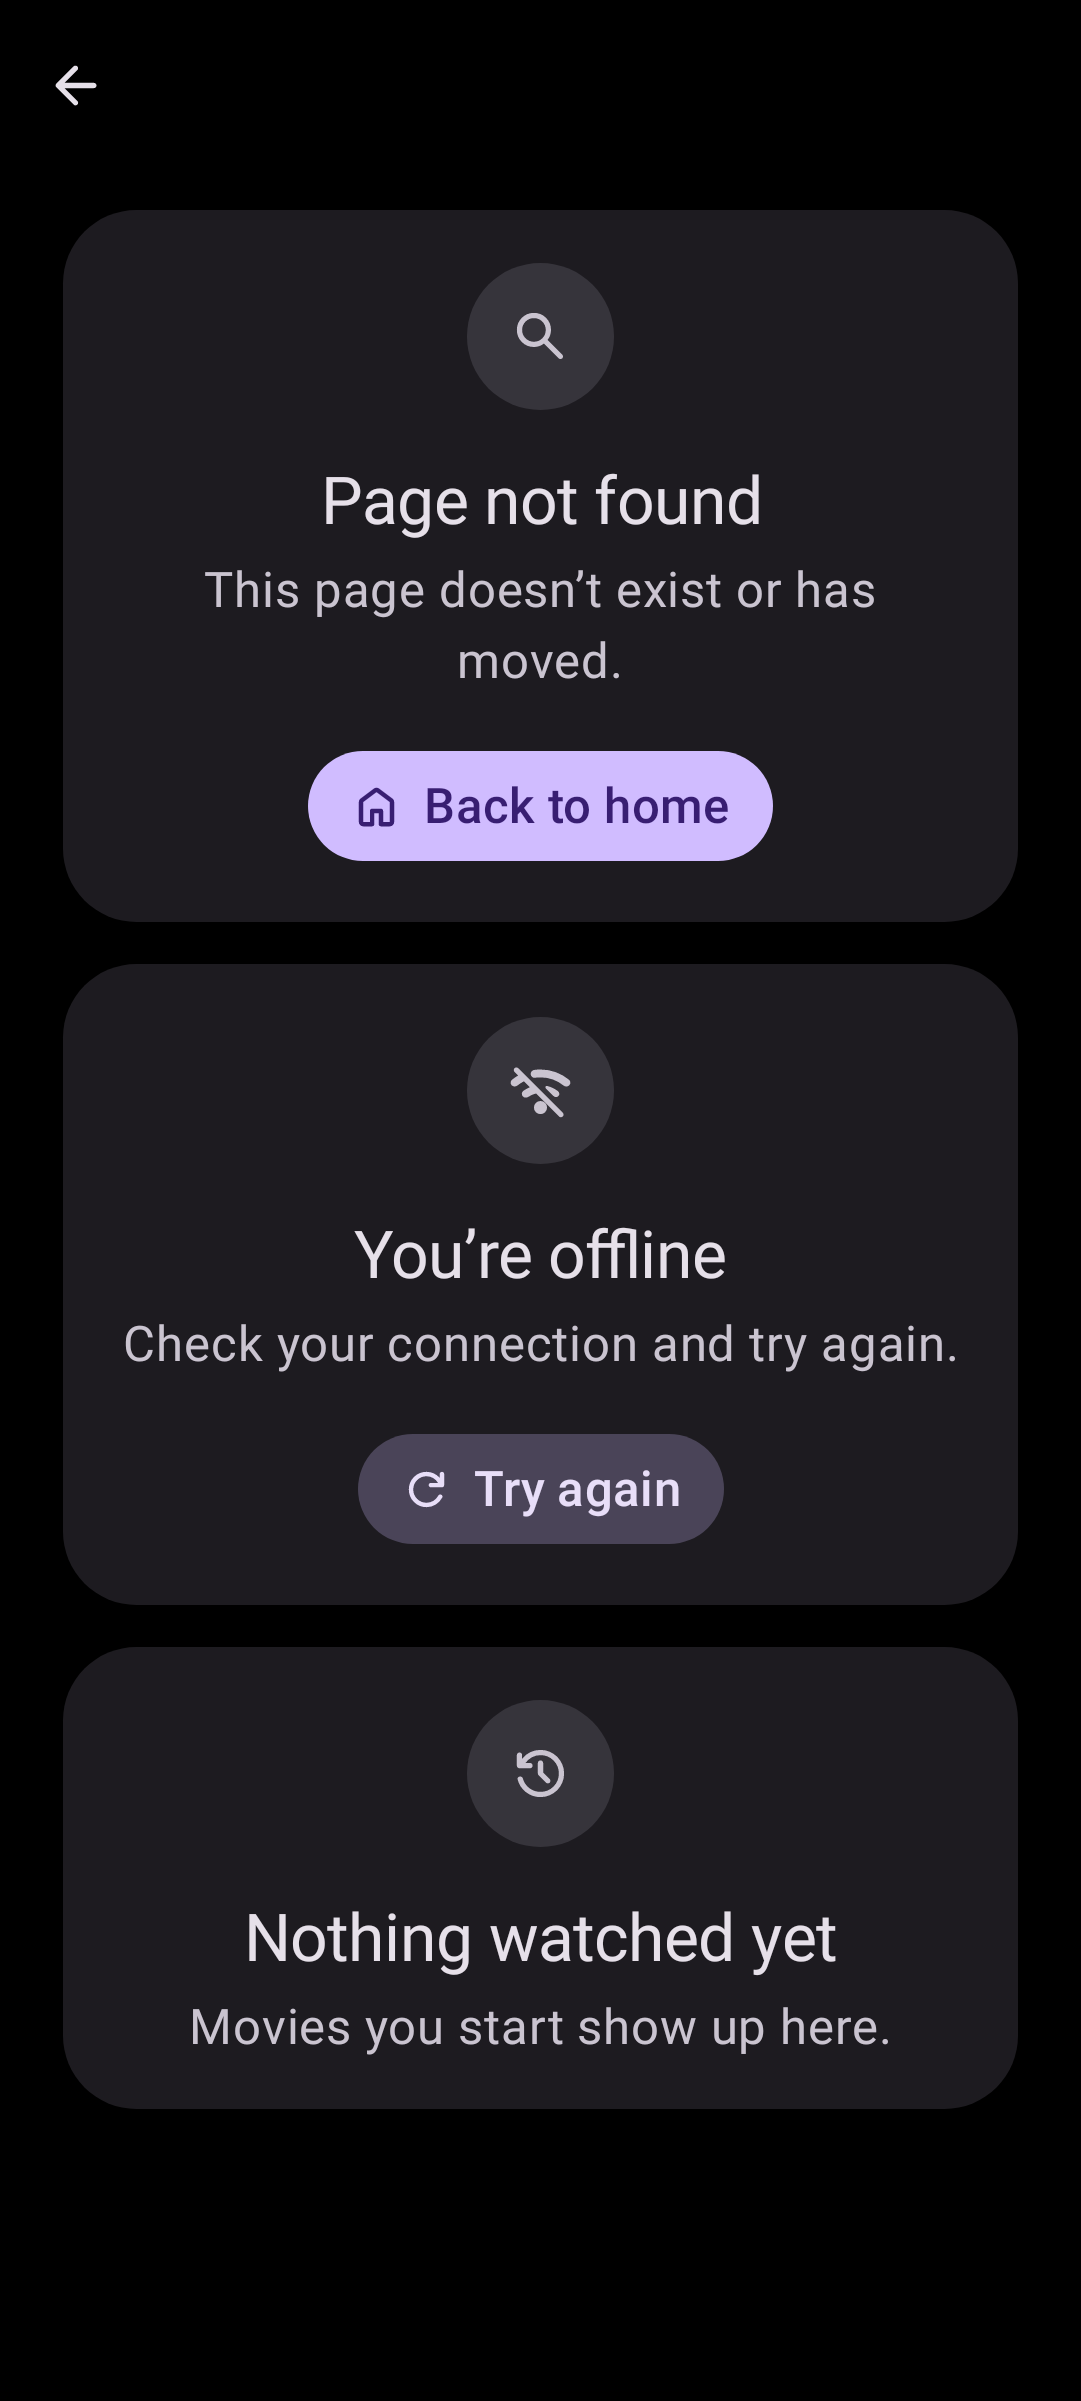 Page not found
This page doesn’t exist or has
moved.
Back to home
You’re offline
Check your connection and try again.
Try again
Nothing watched yet
Movies you start show up here.